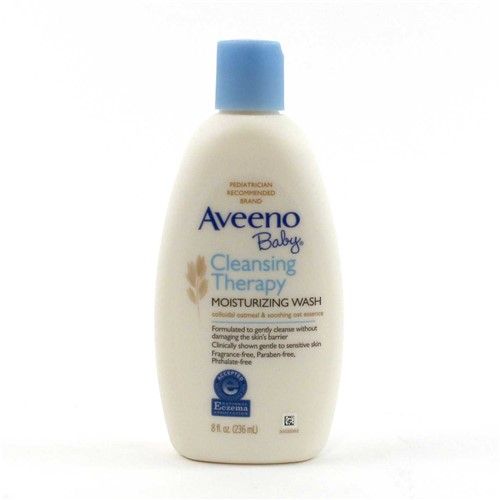 PEDIATRICIAN
RECOMMENDED
BRAND
Aveeno
Baby®
Cleansing
Therapy
MOISTURIZING WASH
colloidal oatmeal & soothing oat essence
Formulated to gently cleanse without
damaging the skin's barrier
Clinically shown gentle to sensitive skin
Fragrance-free, Paraben-free,
Phthalate-free
ACCEPTED
e
NATIONAL
Eczema
ASSOCIATION
8 fl. oz. (236 mL)